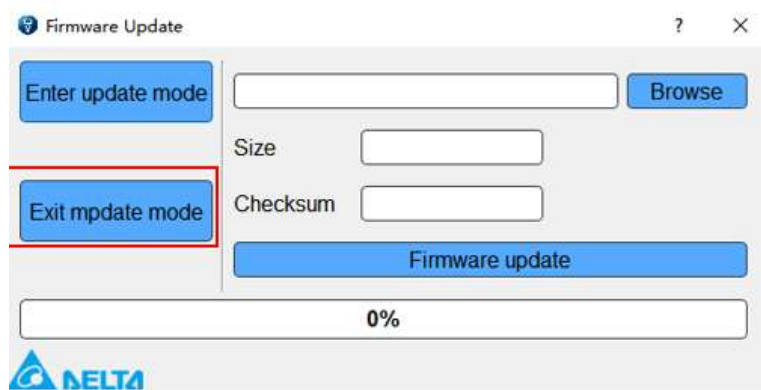 Firmware Update
?
Enter update mode
Browse
Size
Exit mpdate mode
Checksum
Firmware update
0%
DELTA